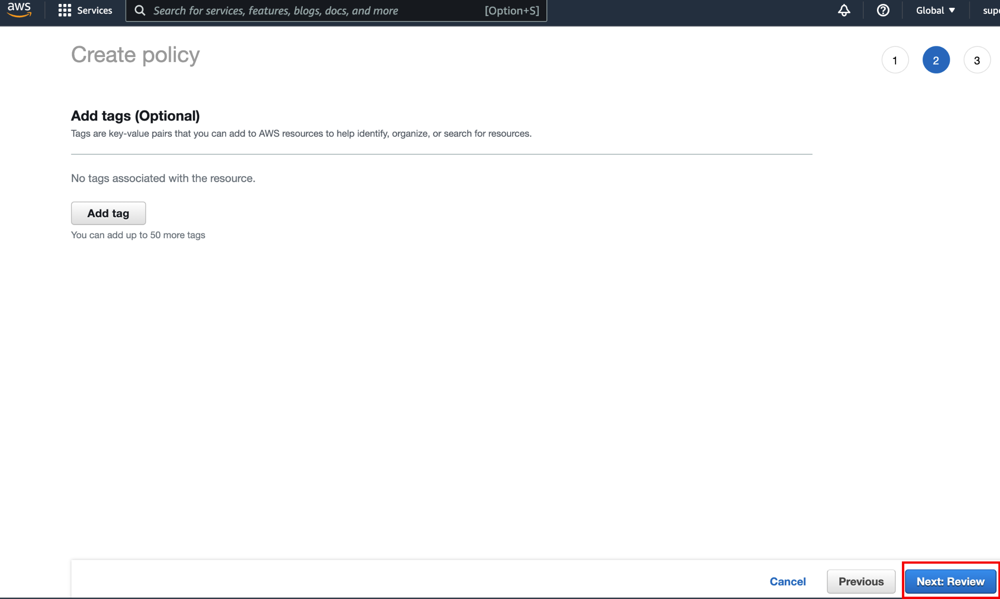 aws
Services
Search for services, features, blogs, docs, and more [Option+S]
Global
Create policy
1 2 3
Add tags (Optional)
Tags are key-value pairs that you can add to AWS resources to help identify, organize, or search for resources.
No tags associated with the resource.
Add tag
You can add up to 50 more tags
Cancel
Previous
Next: Review